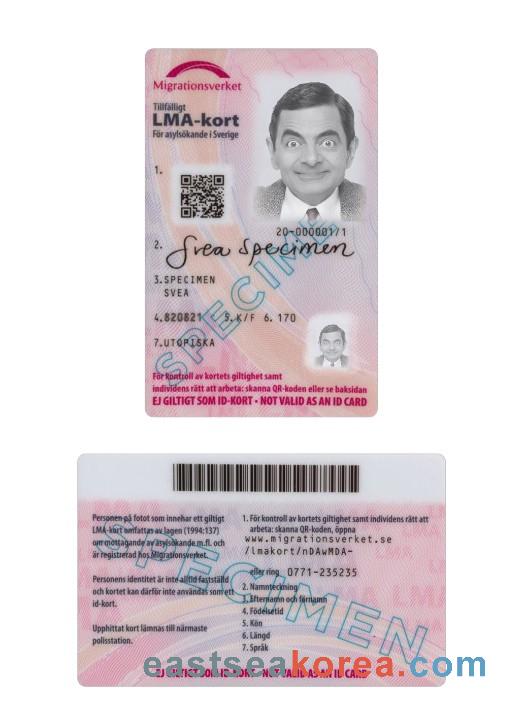 Migrationsverket
Tillfälligt
LMA-kort
För asylsökande i Sverige
1.
20-000001/1
2. Svea Specimen
3.SPECIMEN
SVEA
4.820821 5.K/F 6.170
7.UTOPISKA
SPECIMEN
För kontroll av kortets giltighet samt
individens rätt att arbeta: skanna QR-koden eller se baksidan
EJ GILTIGT SOM ID-KORT • NOT VALID AS AN ID CARD
Personen på fotot som innehar ett giltigt
LMA-kort omfattas av lagen (1994:137)
om mottagande av asylsökande m.fl. och
är registrerad hos Migrationsverket.
Personens identitet är inte alltid fastställd
och kortet kan därför inte användas som ett
id-kort.
Upphittat kort lämnas till närmaste
polisstation.
1. För kontroll av kortets giltighet samt individens rätt att
arbeta: skanna QR-koden, öppna
www.migrationsverket.se
/lmakort/nDAwMDA-
eller ring 0771-235235
2. Namnteckning
3. Efternamn och förnamn
4. Födelsetid
5. Kön
6. Längd
7. Språk
SPECIMEN
LMA
EJ GILTIGT SOM ID-KORT • NOT VALID AS AN ID CARD
eastseakorea.com